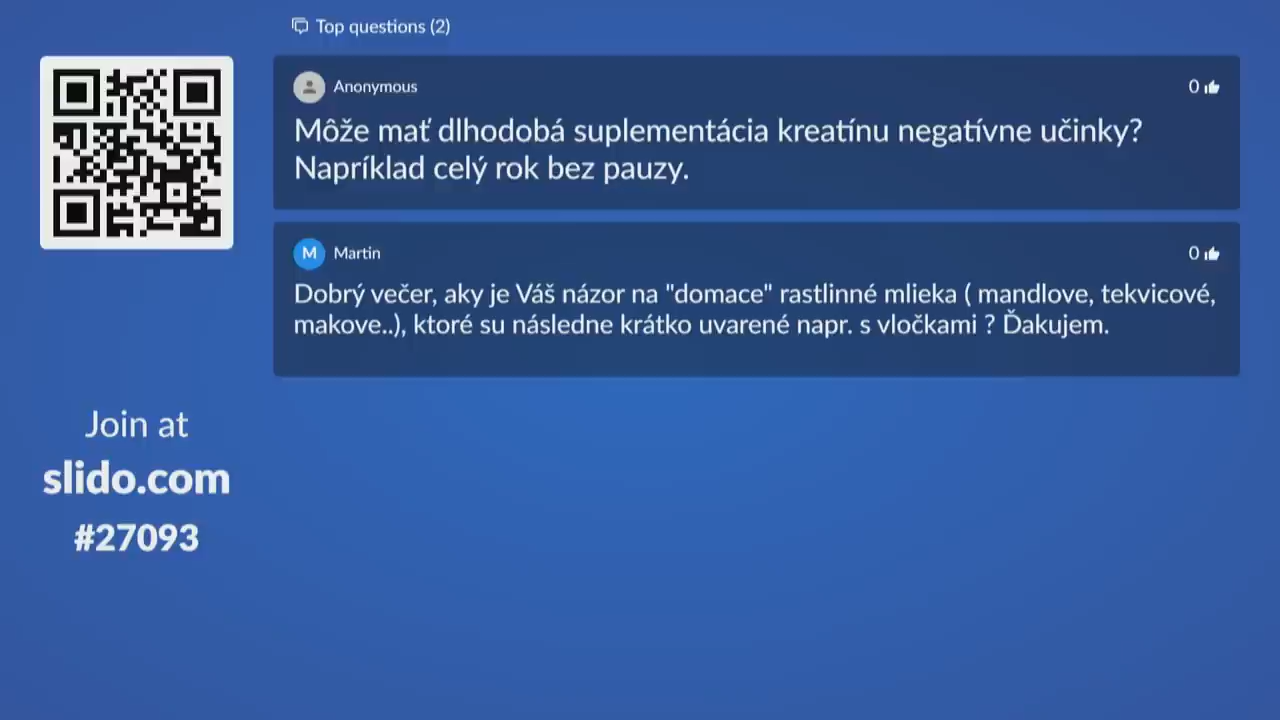 Top questions (2)
Anonymous
0
Môže mať dlhodobá suplementácia kreatínu negatívne učinky?
Napríklad celý rok bez pauzy.
M
Martin
0
Dobrý večer, aky je Váš názor na "domace" rastlinné mlieka ( mandlove, tekvicové,
makove..), ktoré su následne krátko uvarené napr. s vločkami ? Ďakujem.
Join at
slido.com
#27093